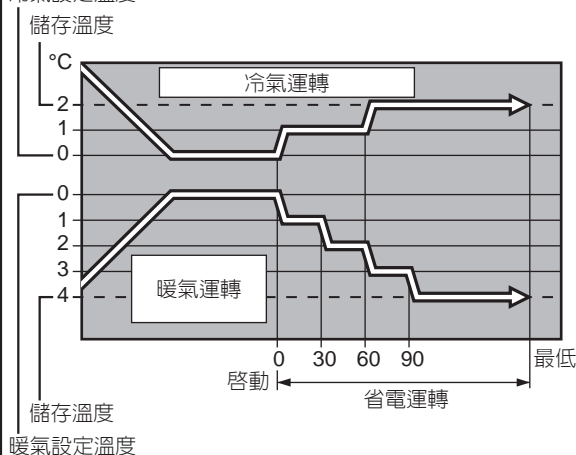 儲存溫度
°C
冷氣運轉
2
1
0
0
1
2
3
4
暖氣運轉
0 30 60 90
最低
啓動
省電運轉
儲存溫度
暖氣設定溫度